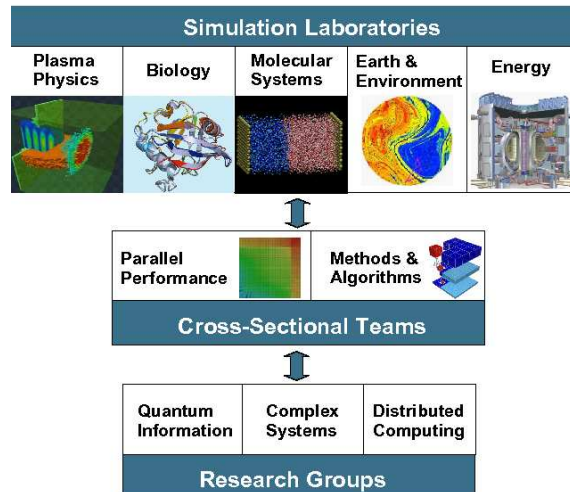 Simulation Laboratories
Plasma
Physics
Biology
Molecular
Systems
Earth &
Environment
Energy
Parallel
Performance
Methods &
Algorithms
Cross-Sectional Teams
Quantum
Information
Complex
Systems
Distributed
Computing
Research Groups